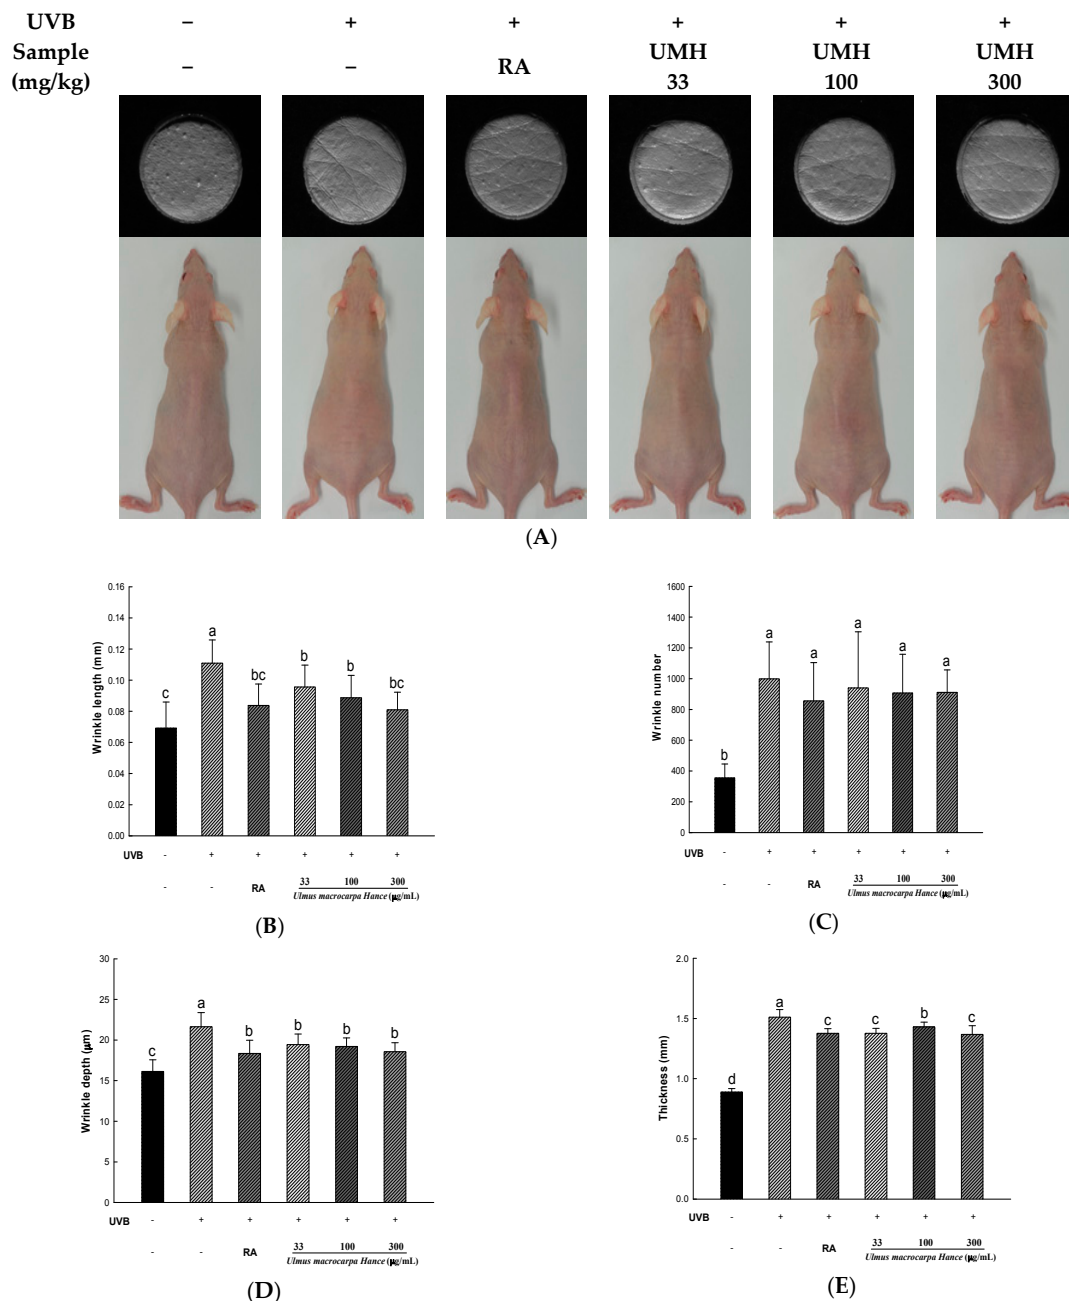 UVB − + + + + +
Sample (mg/kg) − − RA UMH 33 UMH 100 UMH 300
(A)
0.16
0.14
0.12
0.10
0.08
0.06
0.04
0.02
0.00
Wrinkle length (mm)
c a bc b b bc
UVB - + + + + +
- - RA 33 100 300
Ulmus macrocarpa Hance (μg/mL)
(B)
1600
1400
1200
1000
800
600
400
200
0
Wrinkle number
b a a a a a
UVB - + + + + +
- - RA 33 100 300
Ulmus macrocarpa Hance (μg/mL)
(C)
30
25
20
15
10
5
0
Wrinkle depth (μm)
c a b b b b
UVB - + + + + +
- - RA 33 100 300
Ulmus macrocarpa Hance (μg/mL)
(D)
2.0
1.5
1.0
0.5
0.0
Thickness (mm)
d a c c b c
UVB - + + + + +
- - RA 33 100 300
Ulmus macrocarpa Hance (μg/mL)
(E)